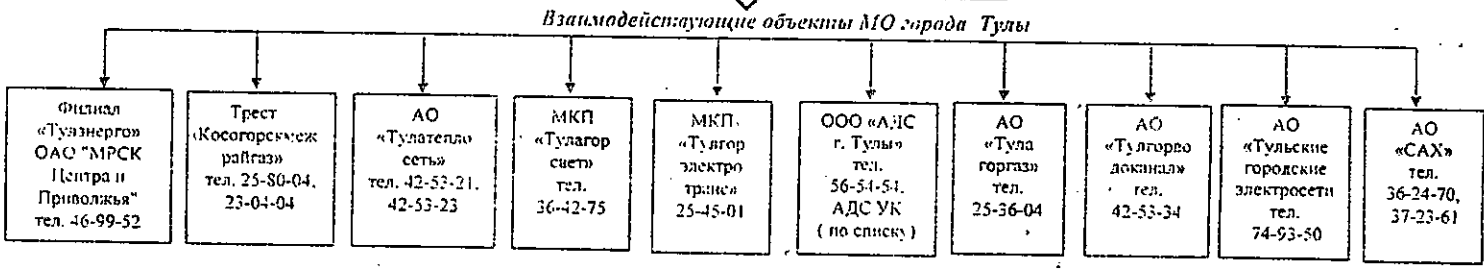 Взаимодействующие объекты МО города Тулы
Филиал
«Тулэнерго»
ОАО "МРСК
Центра и
Приволжья"
тел. 46-99-52
Трест
«Косогорскмеж
райгаз»
тел. 25-80-04,
23-04-04
АО
«Тулатепло
сеть»
тел. 42-53-21,
42-53-23
МКП
«Тулагор
свет»
тел.
36-42-75
МКП
«Тулгор
электро
транс»
25-45-01
ООО «АДС
г. Тулы»
тел.
56-54-54,
АДС УК
( по списку )
АО
«Тула
горгаз»
тел.
25-36-04
АО
«Тулгорво
доканал»
тел.
42-53-34
АО
«Тульские
городские
электросети
тел.
74-93-50
АО
«САХ»
тел.
36-24-70,
37-23-61